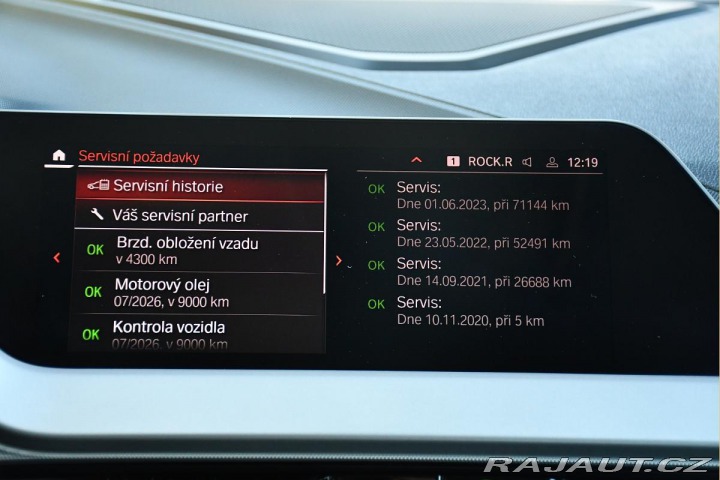 Servisní požadavky
1 ROCK.R 12:19
Servisní historie
Váš servisní partner
OK Brzd. obložení vzadu
v 4300 km
OK Motorový olej
07/2026, v 9000 km
OK Kontrola vozidla
07/2026, v 9000 km
OK Servis:
Dne 01.06.2023, při 71144 km
OK Servis:
Dne 23.05.2022, při 52491 km
OK Servis:
Dne 14.09.2021, při 26688 km
OK Servis:
Dne 10.11.2020, při 5 km
RAJAUT.CZ